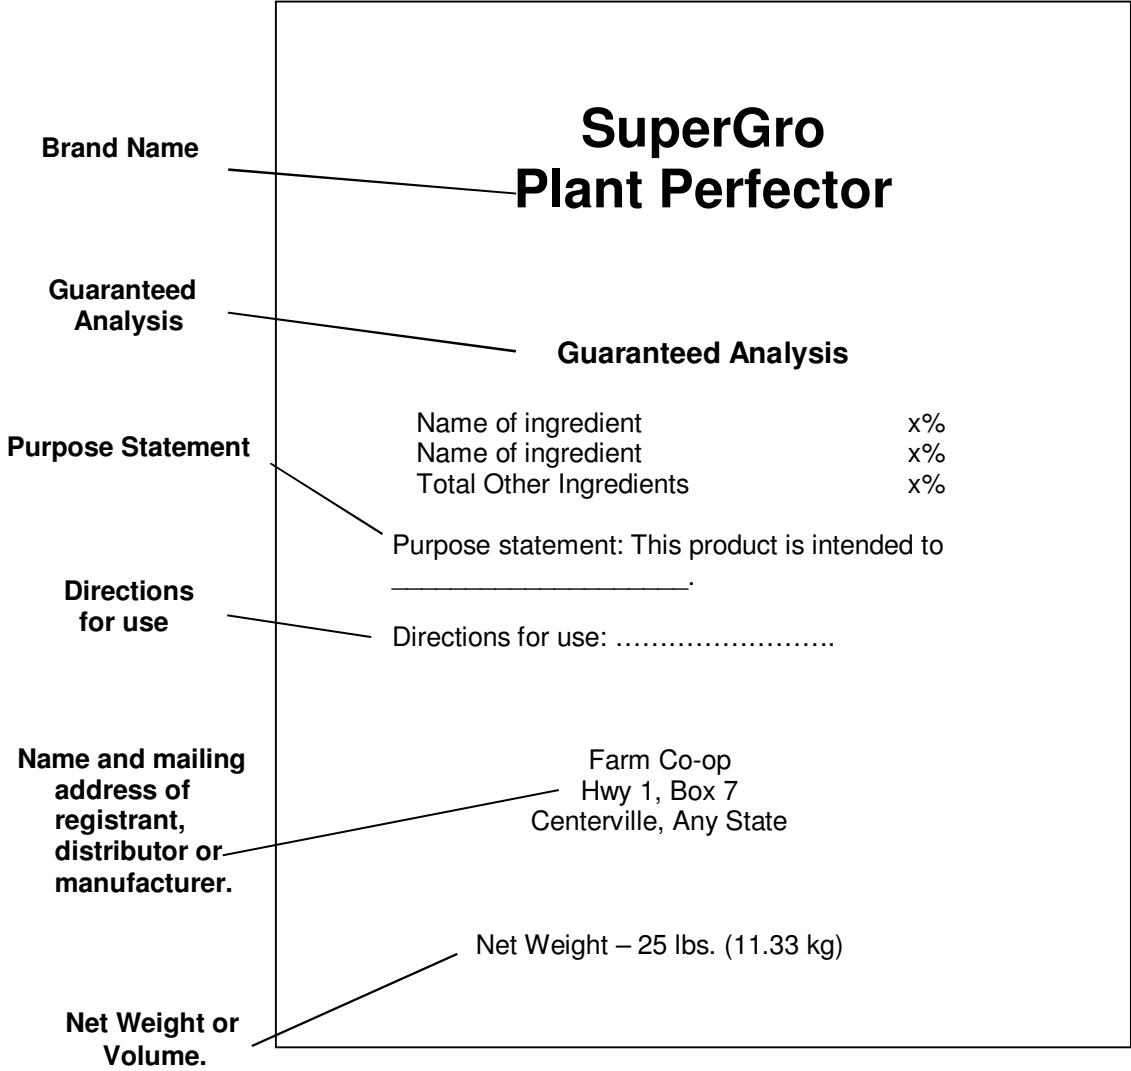 SuperGro
Brand Name
Plant Perfector
Guaranteed
Analysis
Guaranteed Analysis
Name of ingredient x%
Purpose Statement
Name of ingredient x%
Total Other Ingredients x%
Purpose statement: This product is intended to
____________________.
Directions
for use
Directions for use: …………………….
Name and mailing
address of
registrant,
distributor or
manufacturer.
Farm Co-op
Hwy 1, Box 7
Centerville, Any State
Net Weight – 25 lbs. (11.33 kg)
Net Weight or
Volume.